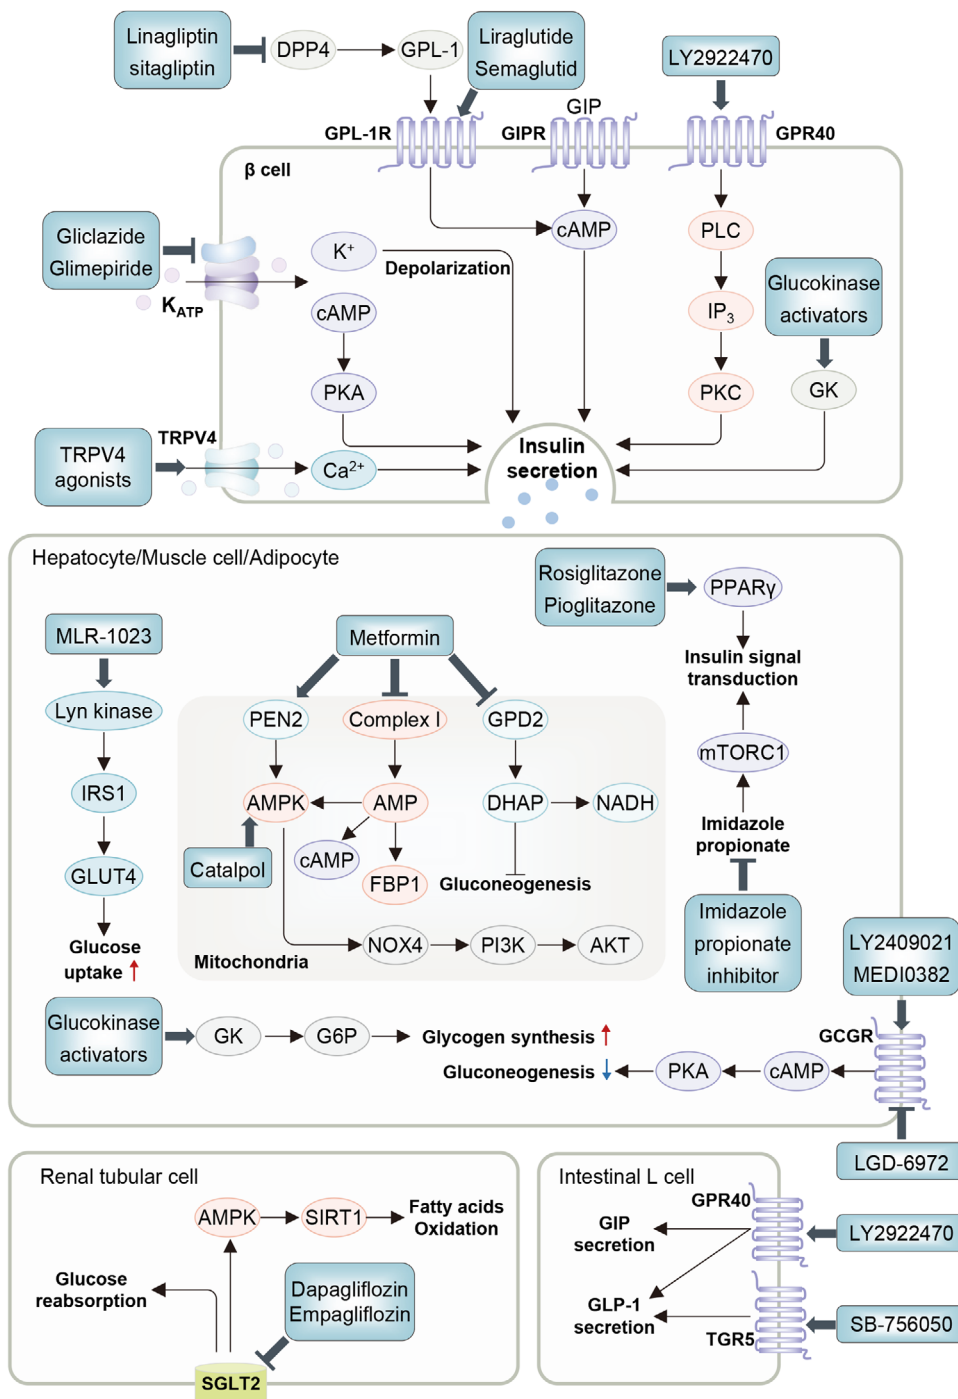 Linagliptin
sitagliptin
DPP4
GPL-1
Liraglutide
Semaglutid
LY2922470
GPL-1R
GIPR
GIP
GPR40
β cell
Gliclazide
Glimepiride
K⁺
Depolarization
cAMP
PLC
K_ATP
cAMP
IP₃
Glucokinase
activators
PKA
PKC
GK
TRPV4
agonists
TRPV4
Ca²⁺
Insulin
secretion
Hepatocyte/Muscle cell/Adipocyte
Rosiglitazone
Pioglitazone
PPARγ
MLR-1023
Metformin
Insulin signal
transduction
Lyn kinase
PEN2
Complex I
GPD2
mTORC1
IRS1
AMPK
AMP
DHAP
NADH
Imidazole
propionate
Catalpol
cAMP
FBP1
Gluconeogenesis
GLUT4
Glucose
uptake ↑
Mitochondria
NOX4
PI3K
AKT
Imidazole
propionate
inhibitor
LY2409021
MEDI0382
Glucokinase
activators
GK
G6P
Glycogen synthesis ↑
Gluconeogenesis ↓
PKA
cAMP
GCGR
LGD-6972
Renal tubular cell
AMPK
SIRT1
Fatty acids
Oxidation
Glucose
reabsorption
Dapagliflozin
Empagliflozin
SGLT2
Intestinal L cell
GPR40
GIP
secretion
LY2922470
GLP-1
secretion
TGR5
SB-756050